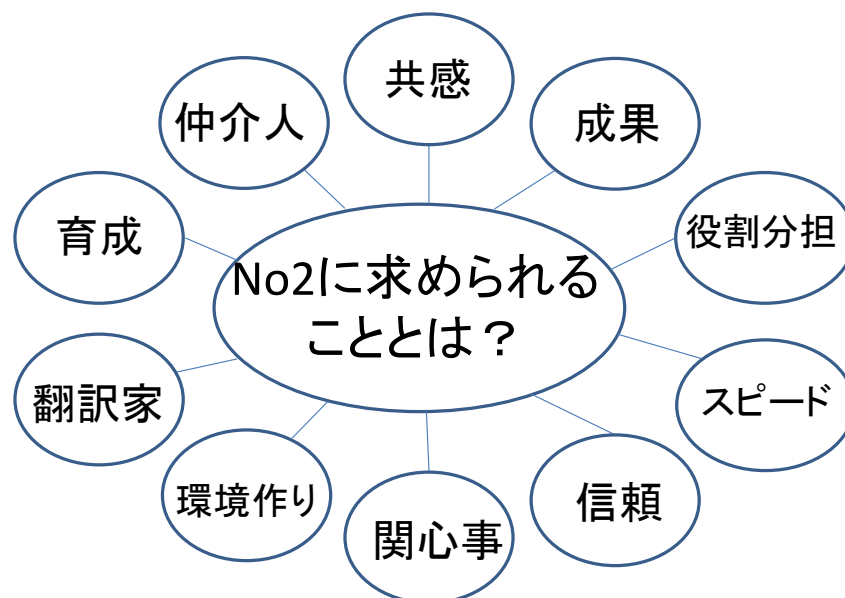 共感
仲介人
成果
育成
役割分担
No2に求められる
こととは？
翻訳家
スピード
環境作り
信頼
関心事